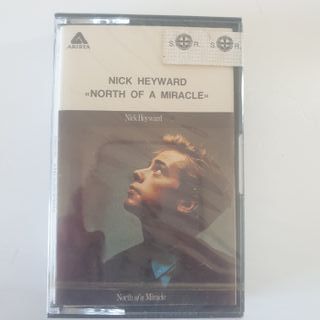 ARISTA
S. R. S. R.
NICK HEYWARD
«NORTH OF A MIRACLE»
Nick Heyward
North of a Miracle